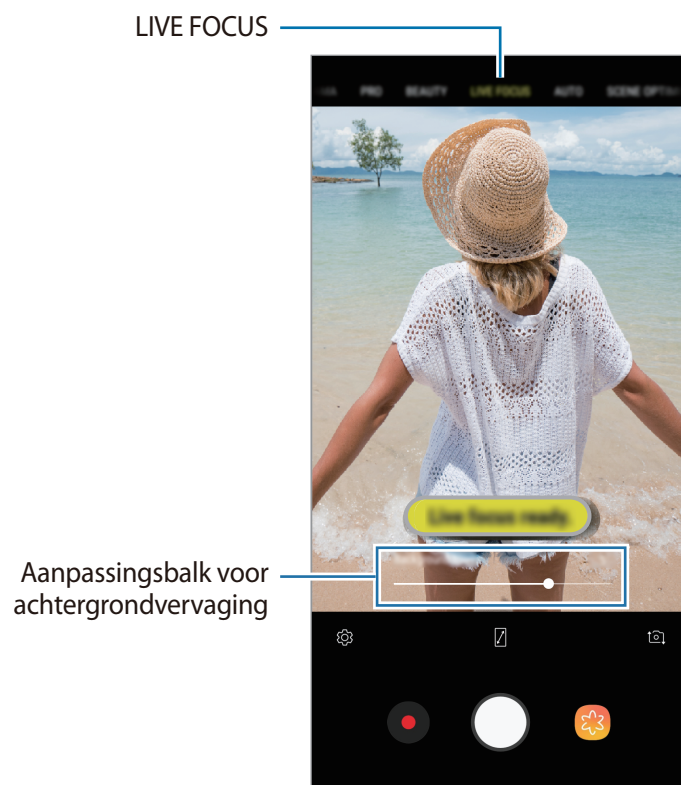 LIVE FOCUS
PRO BEAUTY LIVE FOCUS AUTO
Live focus ready.
Aanpassingsbalk voor
achtergrondvervaging